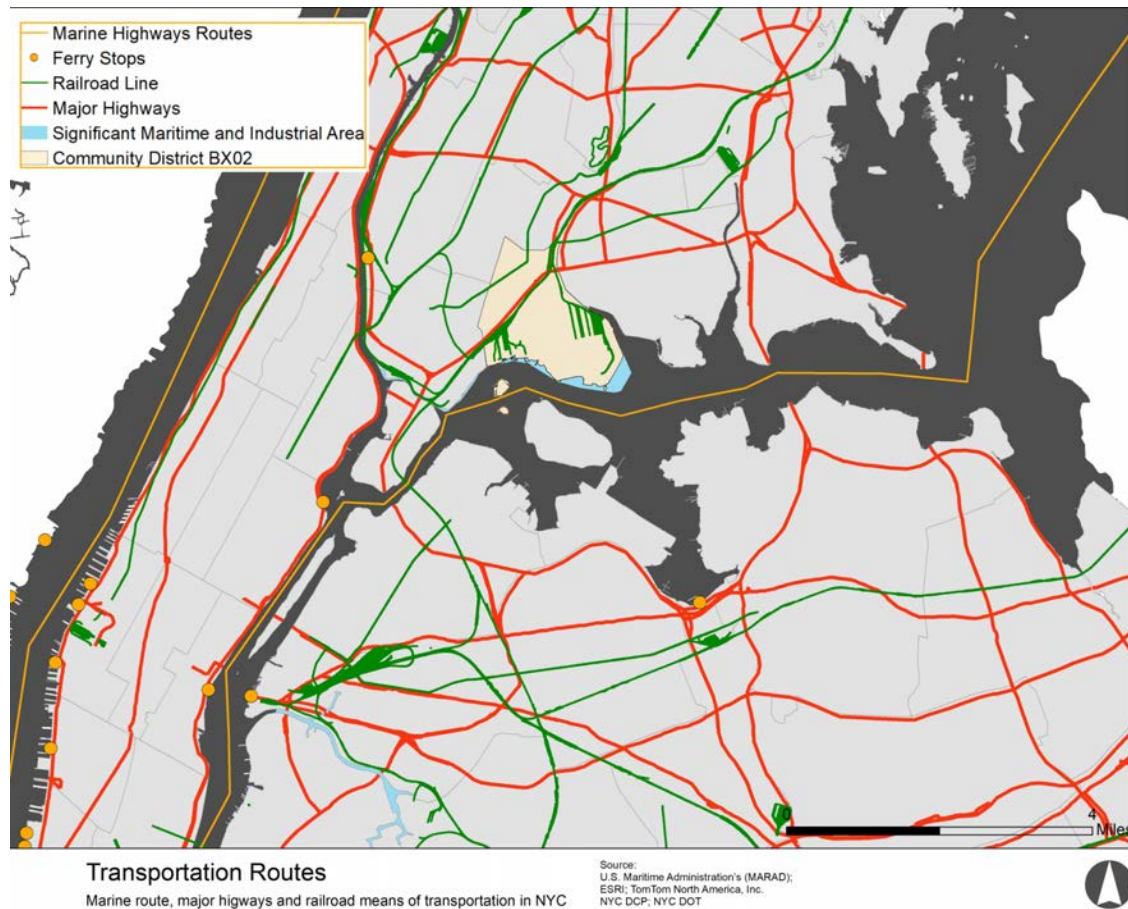 Marine Highways Routes
Ferry Stops
Railroad Line
Major Highways
Significant Maritime and Industrial Area
Community District BX02
0 4
Miles
Transportation Routes
Marine route, major higways and railroad means of transportation in NYC
Source:
U.S. Maritime Administration's (MARAD);
ESRI; TomTom North America, Inc.
NYC DCP; NYC DOT